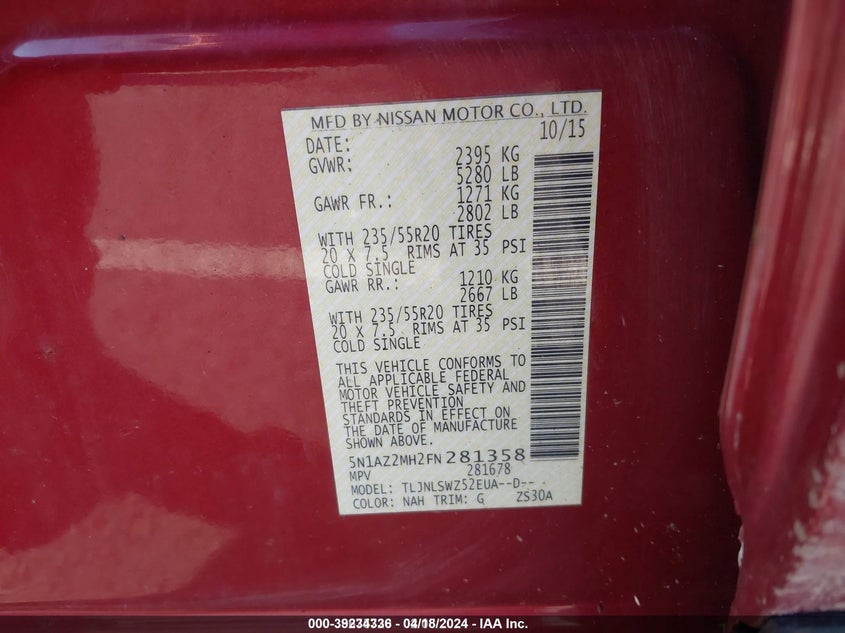 MFD BY NISSAN MOTOR CO., LTD.
DATE: 10/15
GVWR: 2395 KG
5280 LB
GAWR FR.: 1271 KG
2802 LB
WITH 235/55R20 TIRES
20 X 7.5 RIMS AT 35 PSI
COLD SINGLE
GAWR RR.: 1210 KG
2667 LB
WITH 235/55R20 TIRES
20 X 7.5 RIMS AT 35 PSI
COLD SINGLE
THIS VEHICLE CONFORMS TO
ALL APPLICABLE FEDERAL
MOTOR VEHICLE SAFETY AND
THEFT PREVENTION
STANDARDS IN EFFECT ON
THE DATE OF MANUFACTURE
SHOWN ABOVE.
5N1AZ2MH2FN281358
MPV 281678
MODEL: TLJNLSWZ52EUA--D--
COLOR: NAH TRIM: G ZS30A
04/18/2024 - IAA Inc.